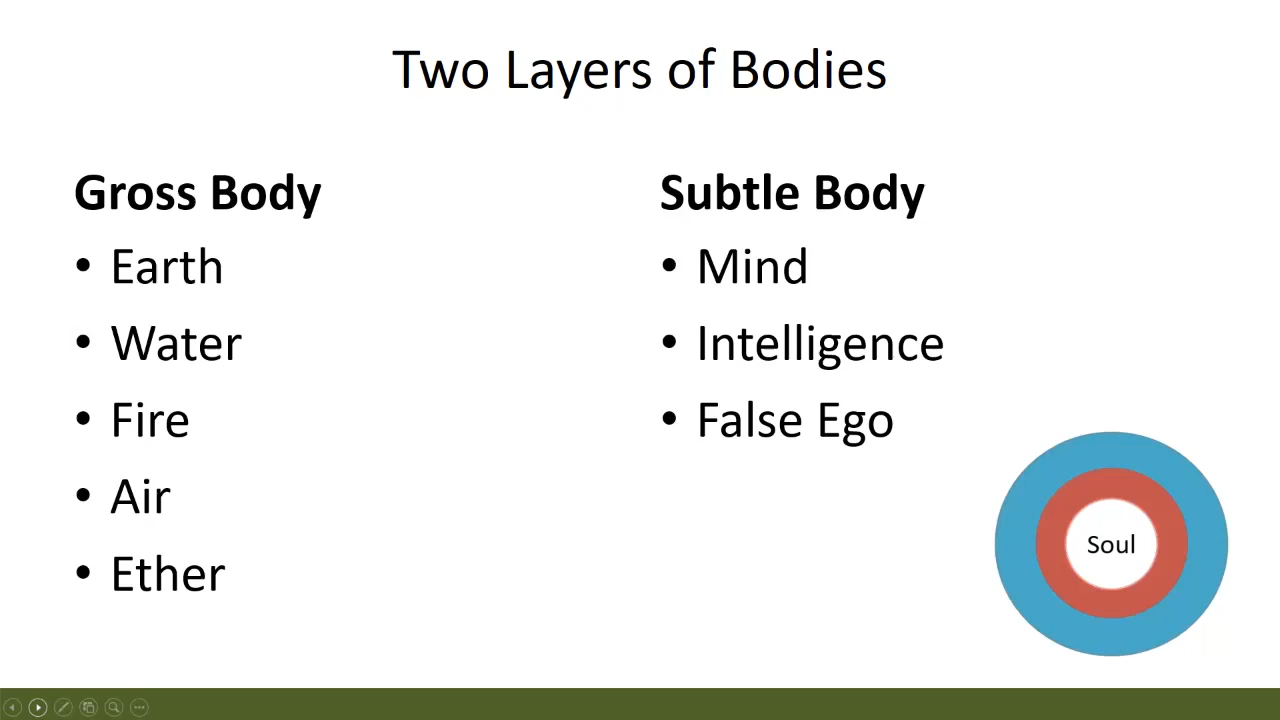 Two Layers of Bodies
Gross Body
• Earth
• Water
• Fire
• Air
• Ether
Subtle Body
• Mind
• Intelligence
• False Ego
Soul